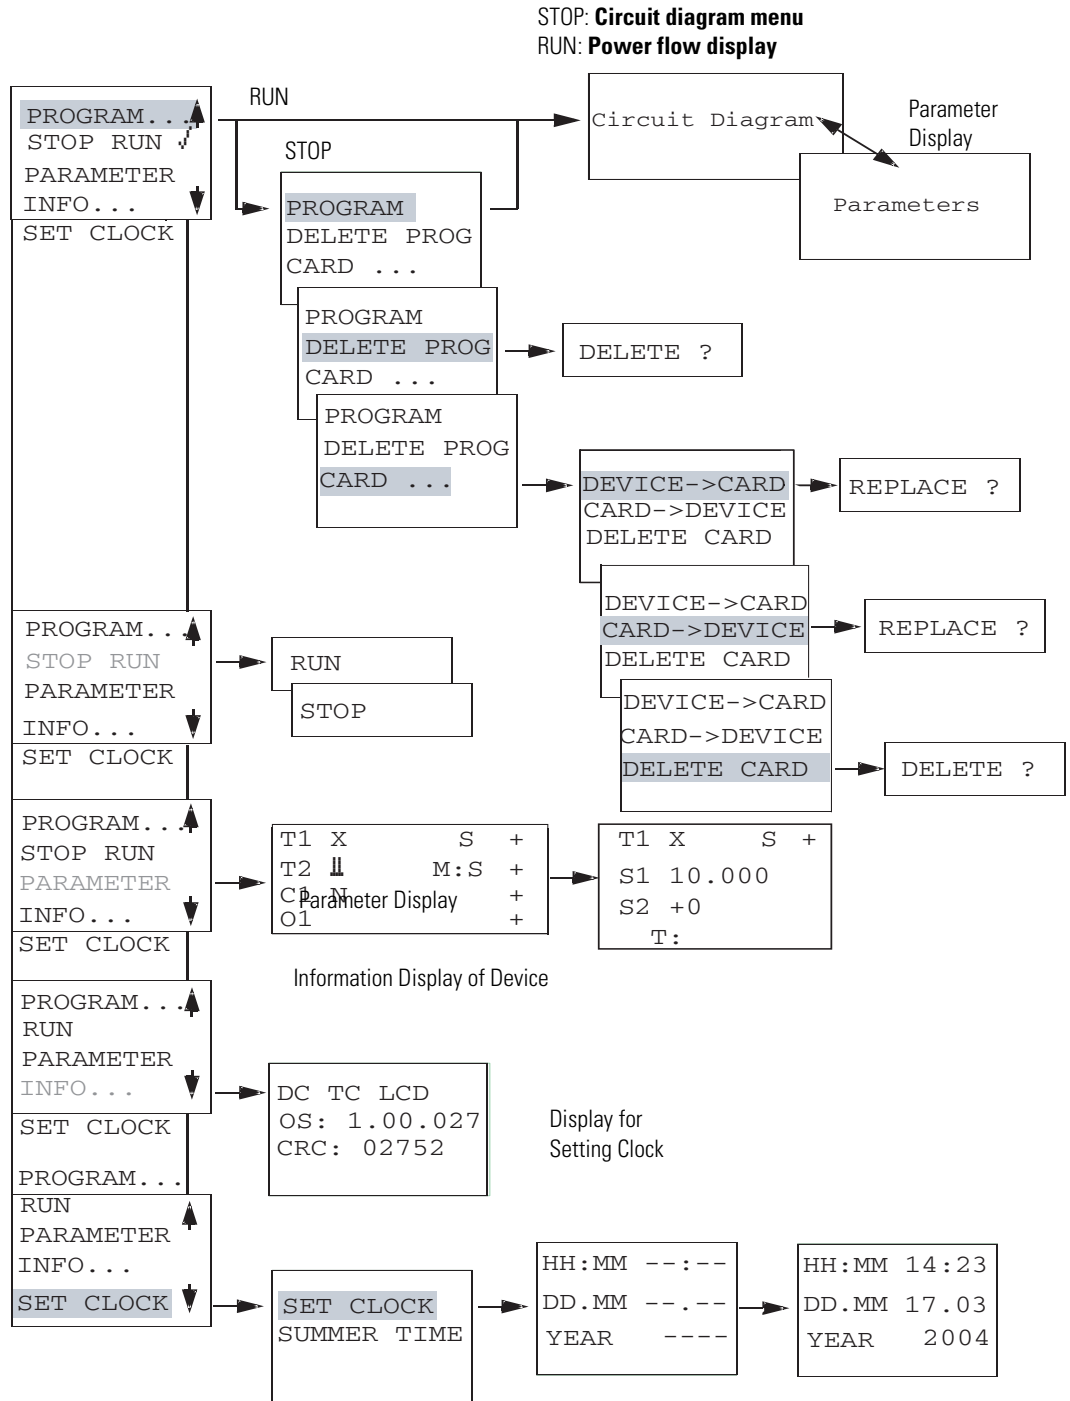 STOP: Circuit diagram menu
RUN: Power flow display
PROGRAM...
STOP RUN √
PARAMETER
INFO...
SET CLOCK
RUN
STOP
Circuit Diagram
Parameter
Display
Parameters
PROGRAM
DELETE PROG
CARD ...
PROGRAM
DELETE PROG
CARD ...
DELETE ?
PROGRAM
DELETE PROG
CARD ...
DEVICE->CARD
CARD->DEVICE
DELETE CARD
REPLACE ?
DEVICE->CARD
CARD->DEVICE
DELETE CARD
REPLACE ?
DEVICE->CARD
CARD->DEVICE
DELETE CARD
DELETE ?
PROGRAM...
STOP RUN
PARAMETER
INFO...
SET CLOCK
RUN
STOP
PROGRAM...
STOP RUN
PARAMETER
INFO...
SET CLOCK
T1 X S +
T2 M:S +
C1 N +
O1 +
Parameter Display
T1 X S +
S1 10.000
S2 +0
T:
Information Display of Device
PROGRAM...
RUN
PARAMETER
INFO...
SET CLOCK
DC TC LCD
OS: 1.00.027
CRC: 02752
Display for
Setting Clock
PROGRAM...
RUN
PARAMETER
INFO...
SET CLOCK
SET CLOCK
SUMMER TIME
HH:MM --:--
DD.MM --.--
YEAR ----
HH:MM 14:23
DD.MM 17.03
YEAR 2004